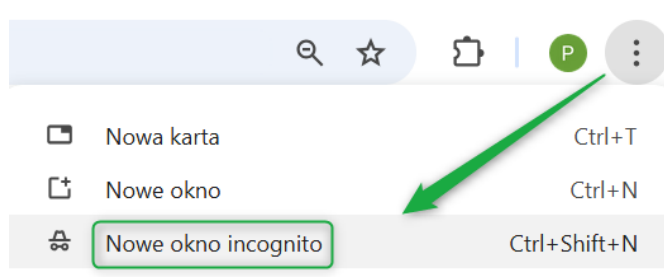 P
Nowa karta Ctrl+T
Nowe okno Ctrl+N
Nowe okno incognito Ctrl+Shift+N